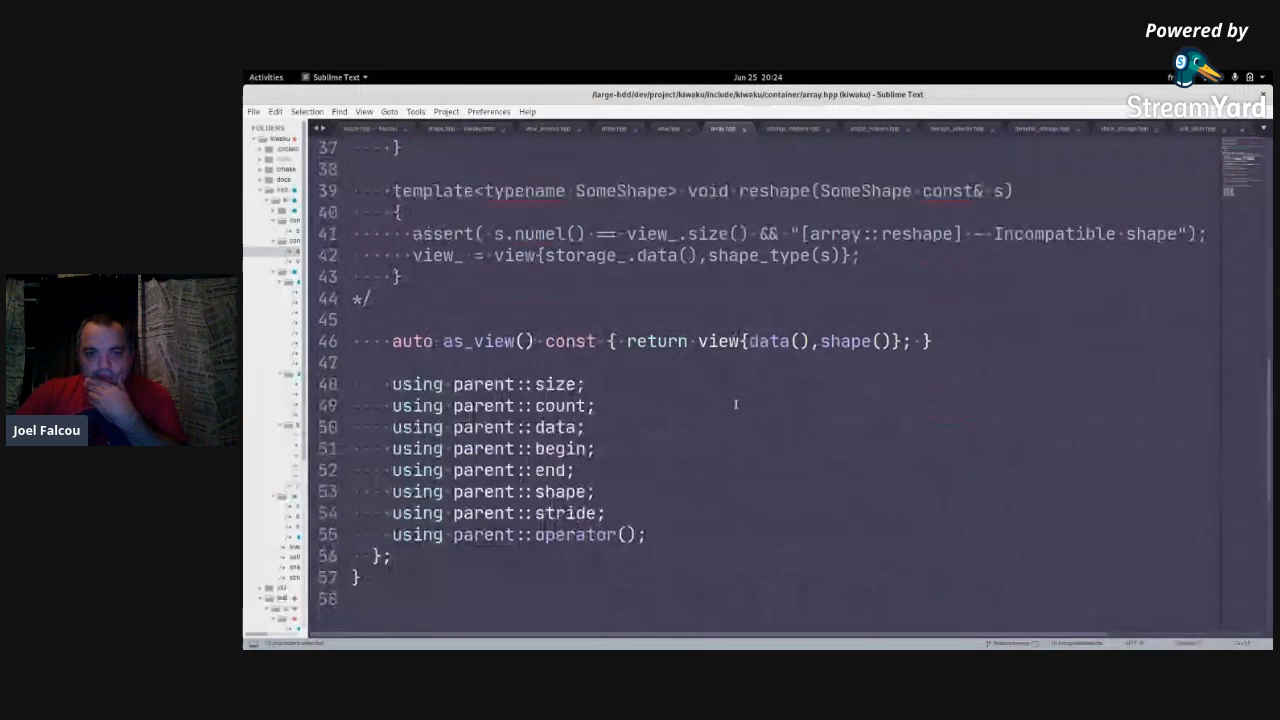 Powered by
StreamYard
Activities
Sublime Text
Jun 25 20:24
/large-hdd/dev/project/kiwaku/include/kiwaku/container/array.hpp (kiwaku) - Sublime Text
File Edit Selection Find View Goto Tools Project Preferences Help
FOLDERS
array.hpp
kiwaku
cmake
docs
37 }
38
39 template<typename SomeShape> void reshape(SomeShape const& s)
40 {
41 assert( s.numel() == view_.size() && "[array::reshape] - Incompatible shape");
42 view_ = view{storage_.data(),shape_type(s)};
43 }
44 */
45
46 auto as_view() const { return view{data(),shape()}; }
47
48 using parent::size;
49 using parent::count;
50 using parent::data;
51 using parent::begin;
52 using parent::end;
53 using parent::shape;
54 using parent::stride;
55 using parent::operator();
56 };
57 }
58
Joel Falcou